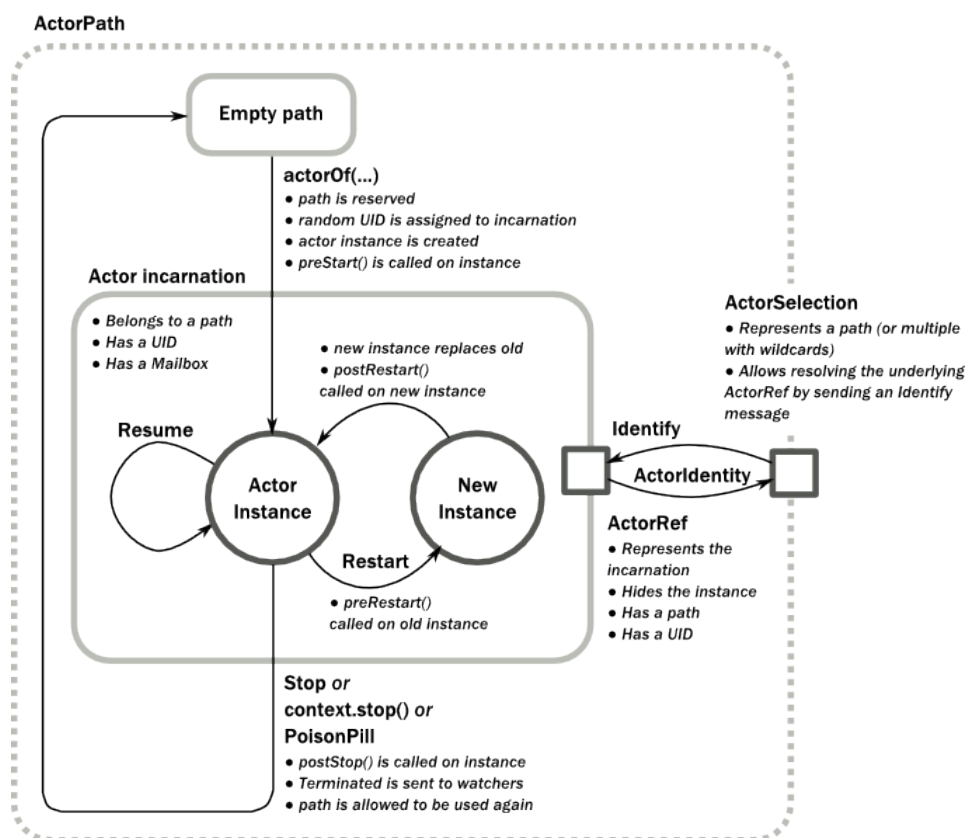 ActorPath
Empty path
actorOf(...)
● path is reserved
● random UID is assigned to incarnation
● actor instance is created
● preStart() is called on instance
Actor incarnation
● Belongs to a path
● Has a UID
● Has a Mailbox
● new instance replaces old
● postRestart()
called on new instance
Resume
Actor
Instance
New
Instance
Restart
● preRestart()
called on old instance
ActorSelection
● Represents a path (or multiple
with wildcards)
● Allows resolving the underlying
ActorRef by sending an Identify
message
Identify
ActorIdentity
ActorRef
● Represents the
incarnation
● Hides the instance
● Has a path
● Has a UID
Stop or
context.stop() or
PoisonPill
● postStop() is called on instance
● Terminated is sent to watchers
● path is allowed to be used again